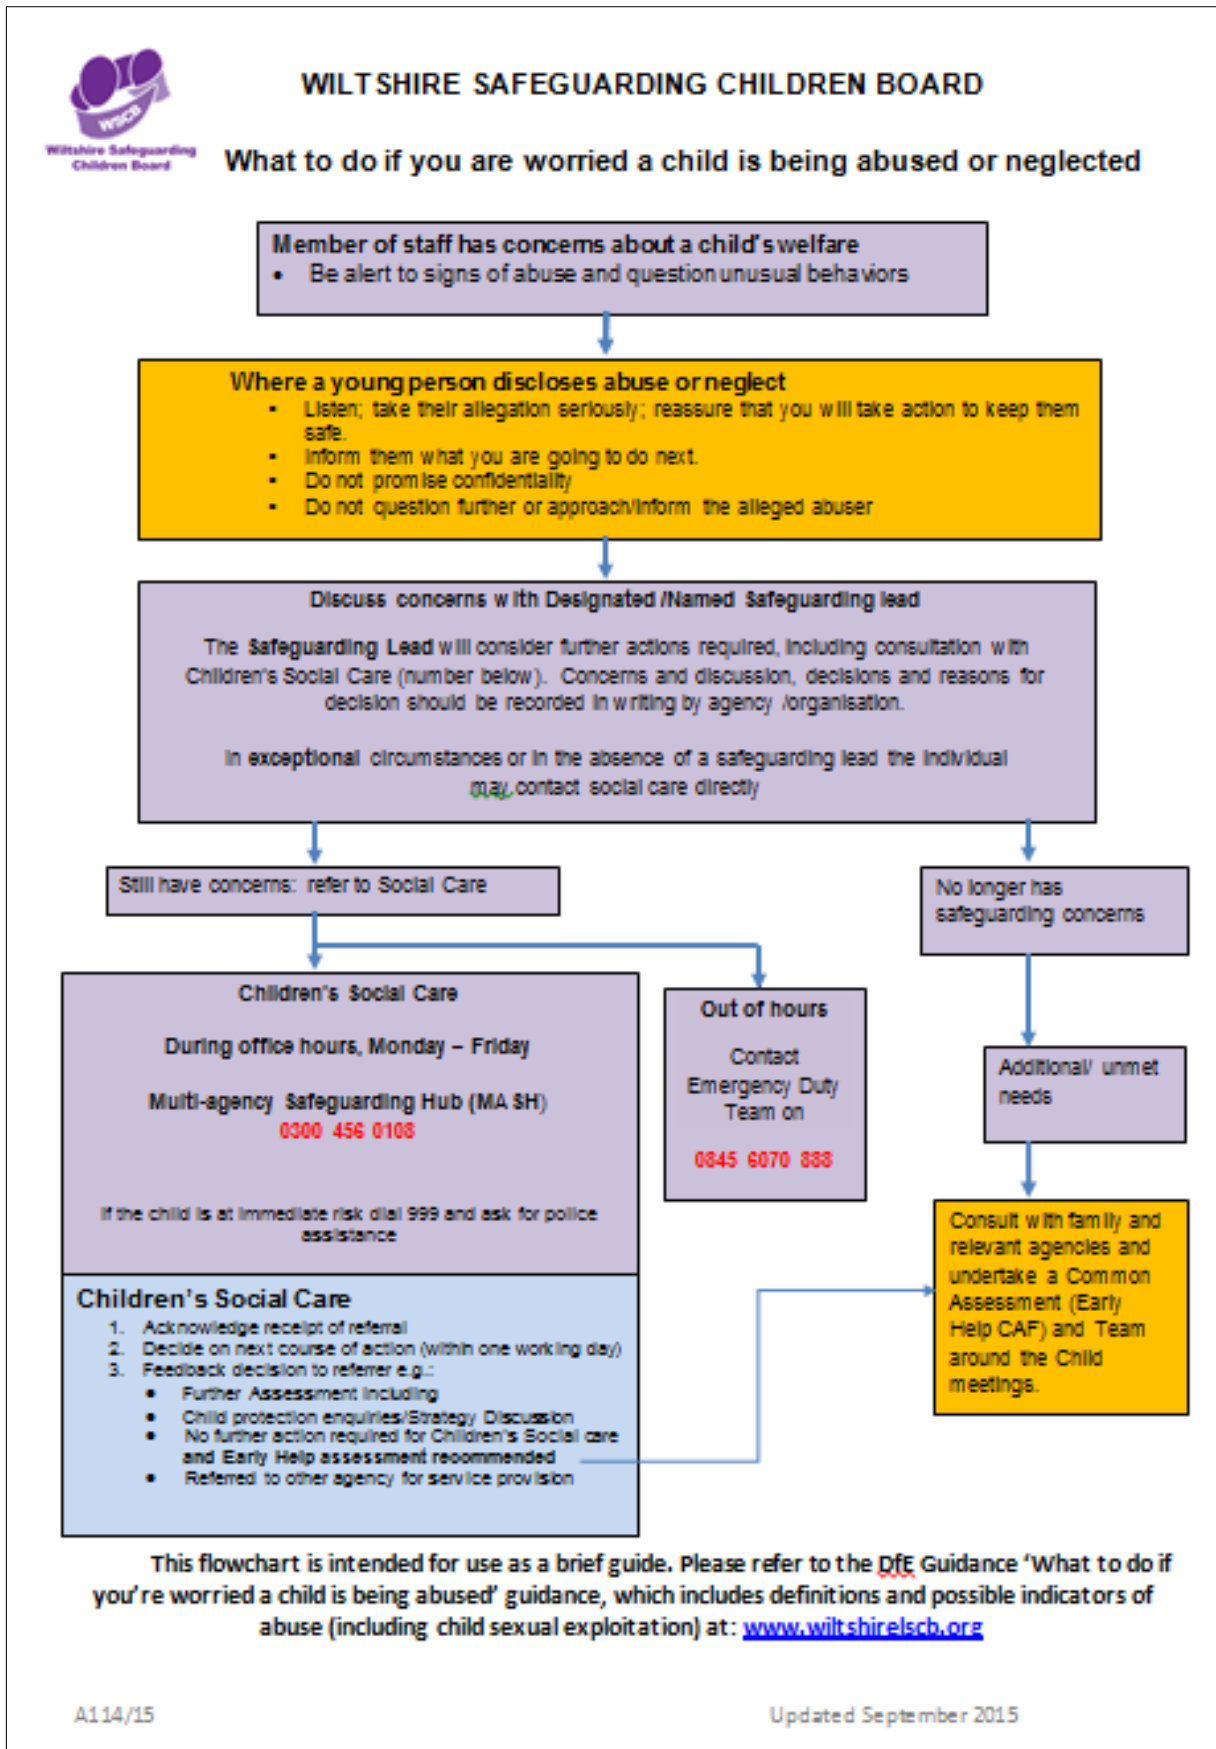 WSCB
Wiltshire Safeguarding
Children Board
WILTSHIRE SAFEGUARDING CHILDREN BOARD
What to do if you are worried a child is being abused or neglected
Member of staff has concerns about a child's welfare
• Be alert to signs of abuse and question unusual behaviors
Where a young person discloses abuse or neglect
▪ Listen; take their allegation seriously; reassure that you will take action to keep them
safe.
▪ Inform them what you are going to do next.
▪ Do not promise confidentiality
▪ Do not question further or approach/inform the alleged abuser
Discuss concerns with Designated /Named Safeguarding lead
The Safeguarding Lead will consider further actions required, including consultation with
Children's Social Care (number below). Concerns and discussion, decisions and reasons for
decision should be recorded in writing by agency /organisation.
In exceptional circumstances or in the absence of a safeguarding lead the individual
may contact social care directly
Still have concerns: refer to Social Care
No longer has
safeguarding concerns
Children's Social Care
During office hours, Monday – Friday
Multi-agency Safeguarding Hub (MASH)
0300 456 0108
If the child is at immediate risk dial 999 and ask for police
assistance
Out of hours
Contact
Emergency Duty
Team on
0845 6070 888
Additional/ unmet
needs
Consult with family and
relevant agencies and
undertake a Common
Assessment (Early
Help CAF) and Team
around the Child
meetings.
Children's Social Care
1. Acknowledge receipt of referral
2. Decide on next course of action (within one working day)
3. Feedback decision to referrer e.g.:
• Further Assessment including
• Child protection enquiries/Strategy Discussion
• No further action required for Children's Social care
and Early Help assessment recommended
• Referred to other agency for service provision
This flowchart is intended for use as a brief guide. Please refer to the DfE Guidance 'What to do if
you're worried a child is being abused' guidance, which includes definitions and possible indicators of
abuse (including child sexual exploitation) at: www.wiltshirelscb.org
A114/15
Updated September 2015